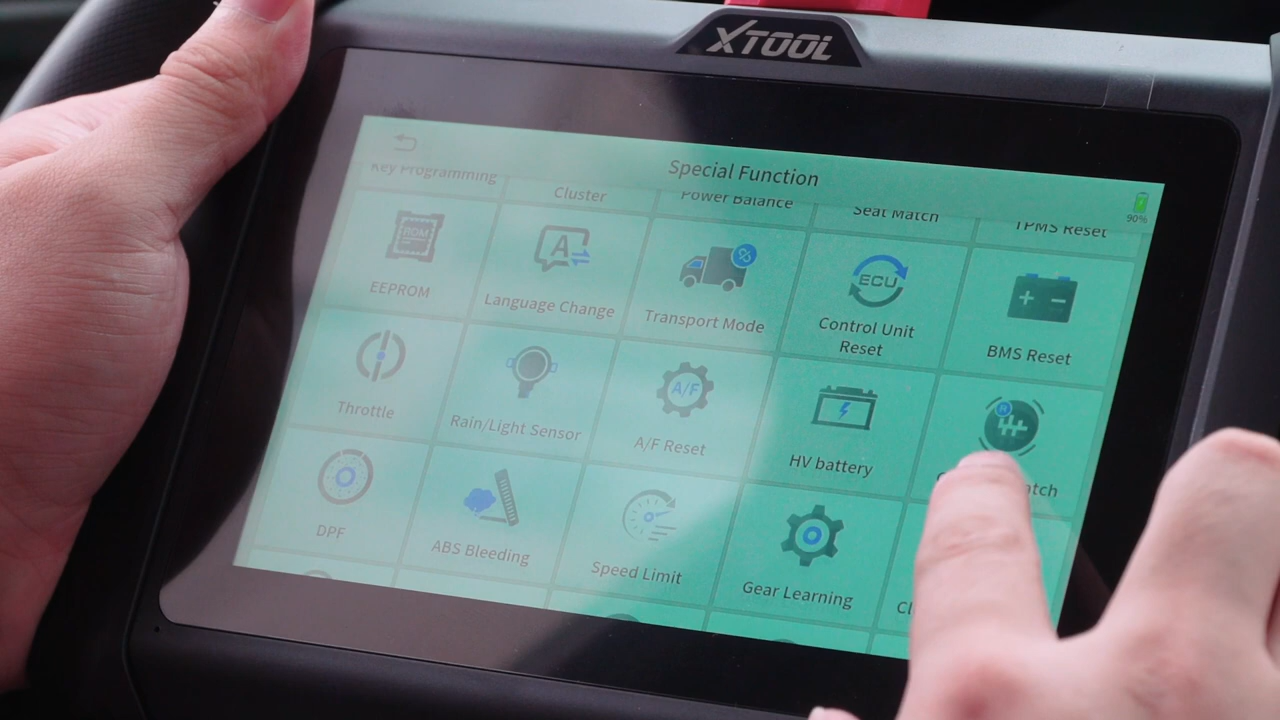 XTOOL
Special Function
90%
Key Programming
Cluster
Power Balance
Seat Match
TPMS Reset
EEPROM
Language Change
Transport Mode
ECU
Control Unit
Reset
BMS Reset
Throttle
Rain/Light Sensor
A/F
A/F Reset
HV battery
DPF
ABS Bleeding
Speed Limit
Gear Learning